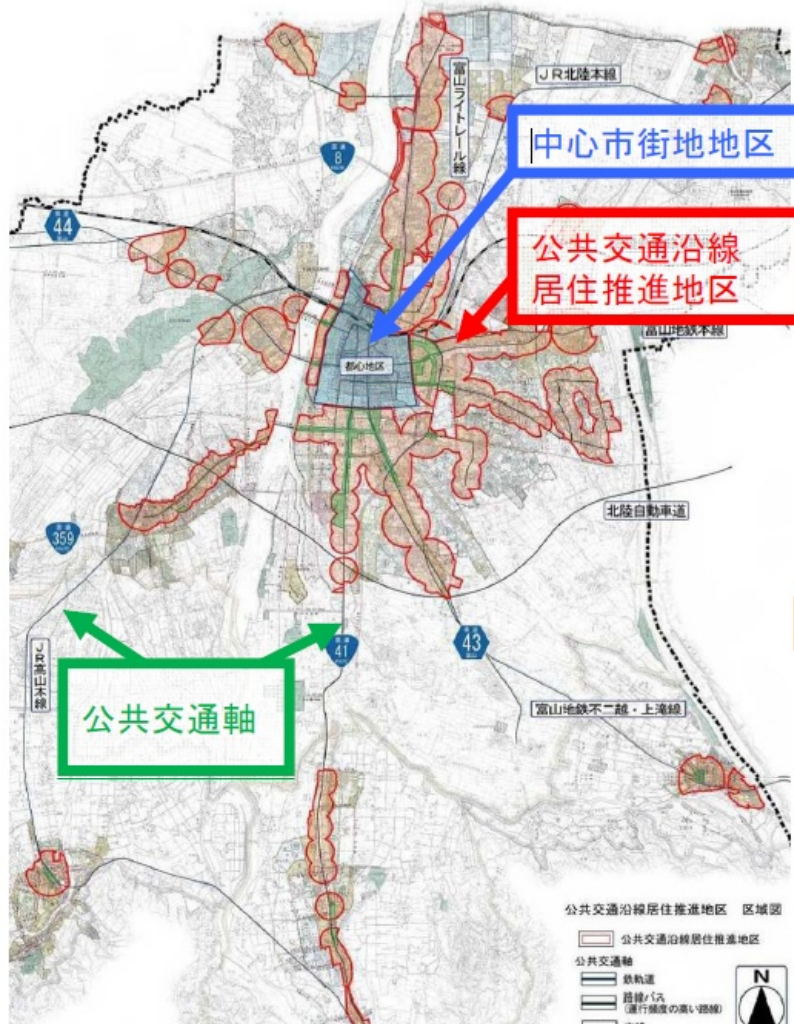 富山ライトレール線
JR北陸本線
8
中心市街地地区
44
公共交通沿線
居住推進地区
富山地鉄本線
都心地区
北陸自動車道
359
JR高山本線
41
43
公共交通軸
富山地鉄不二越・上滝線
公共交通沿線居住推進地区 区域図
公共交通沿線居住推進地区
公共交通軸
鉄軌道
路線バス
(運行頻度の高い路線)
N